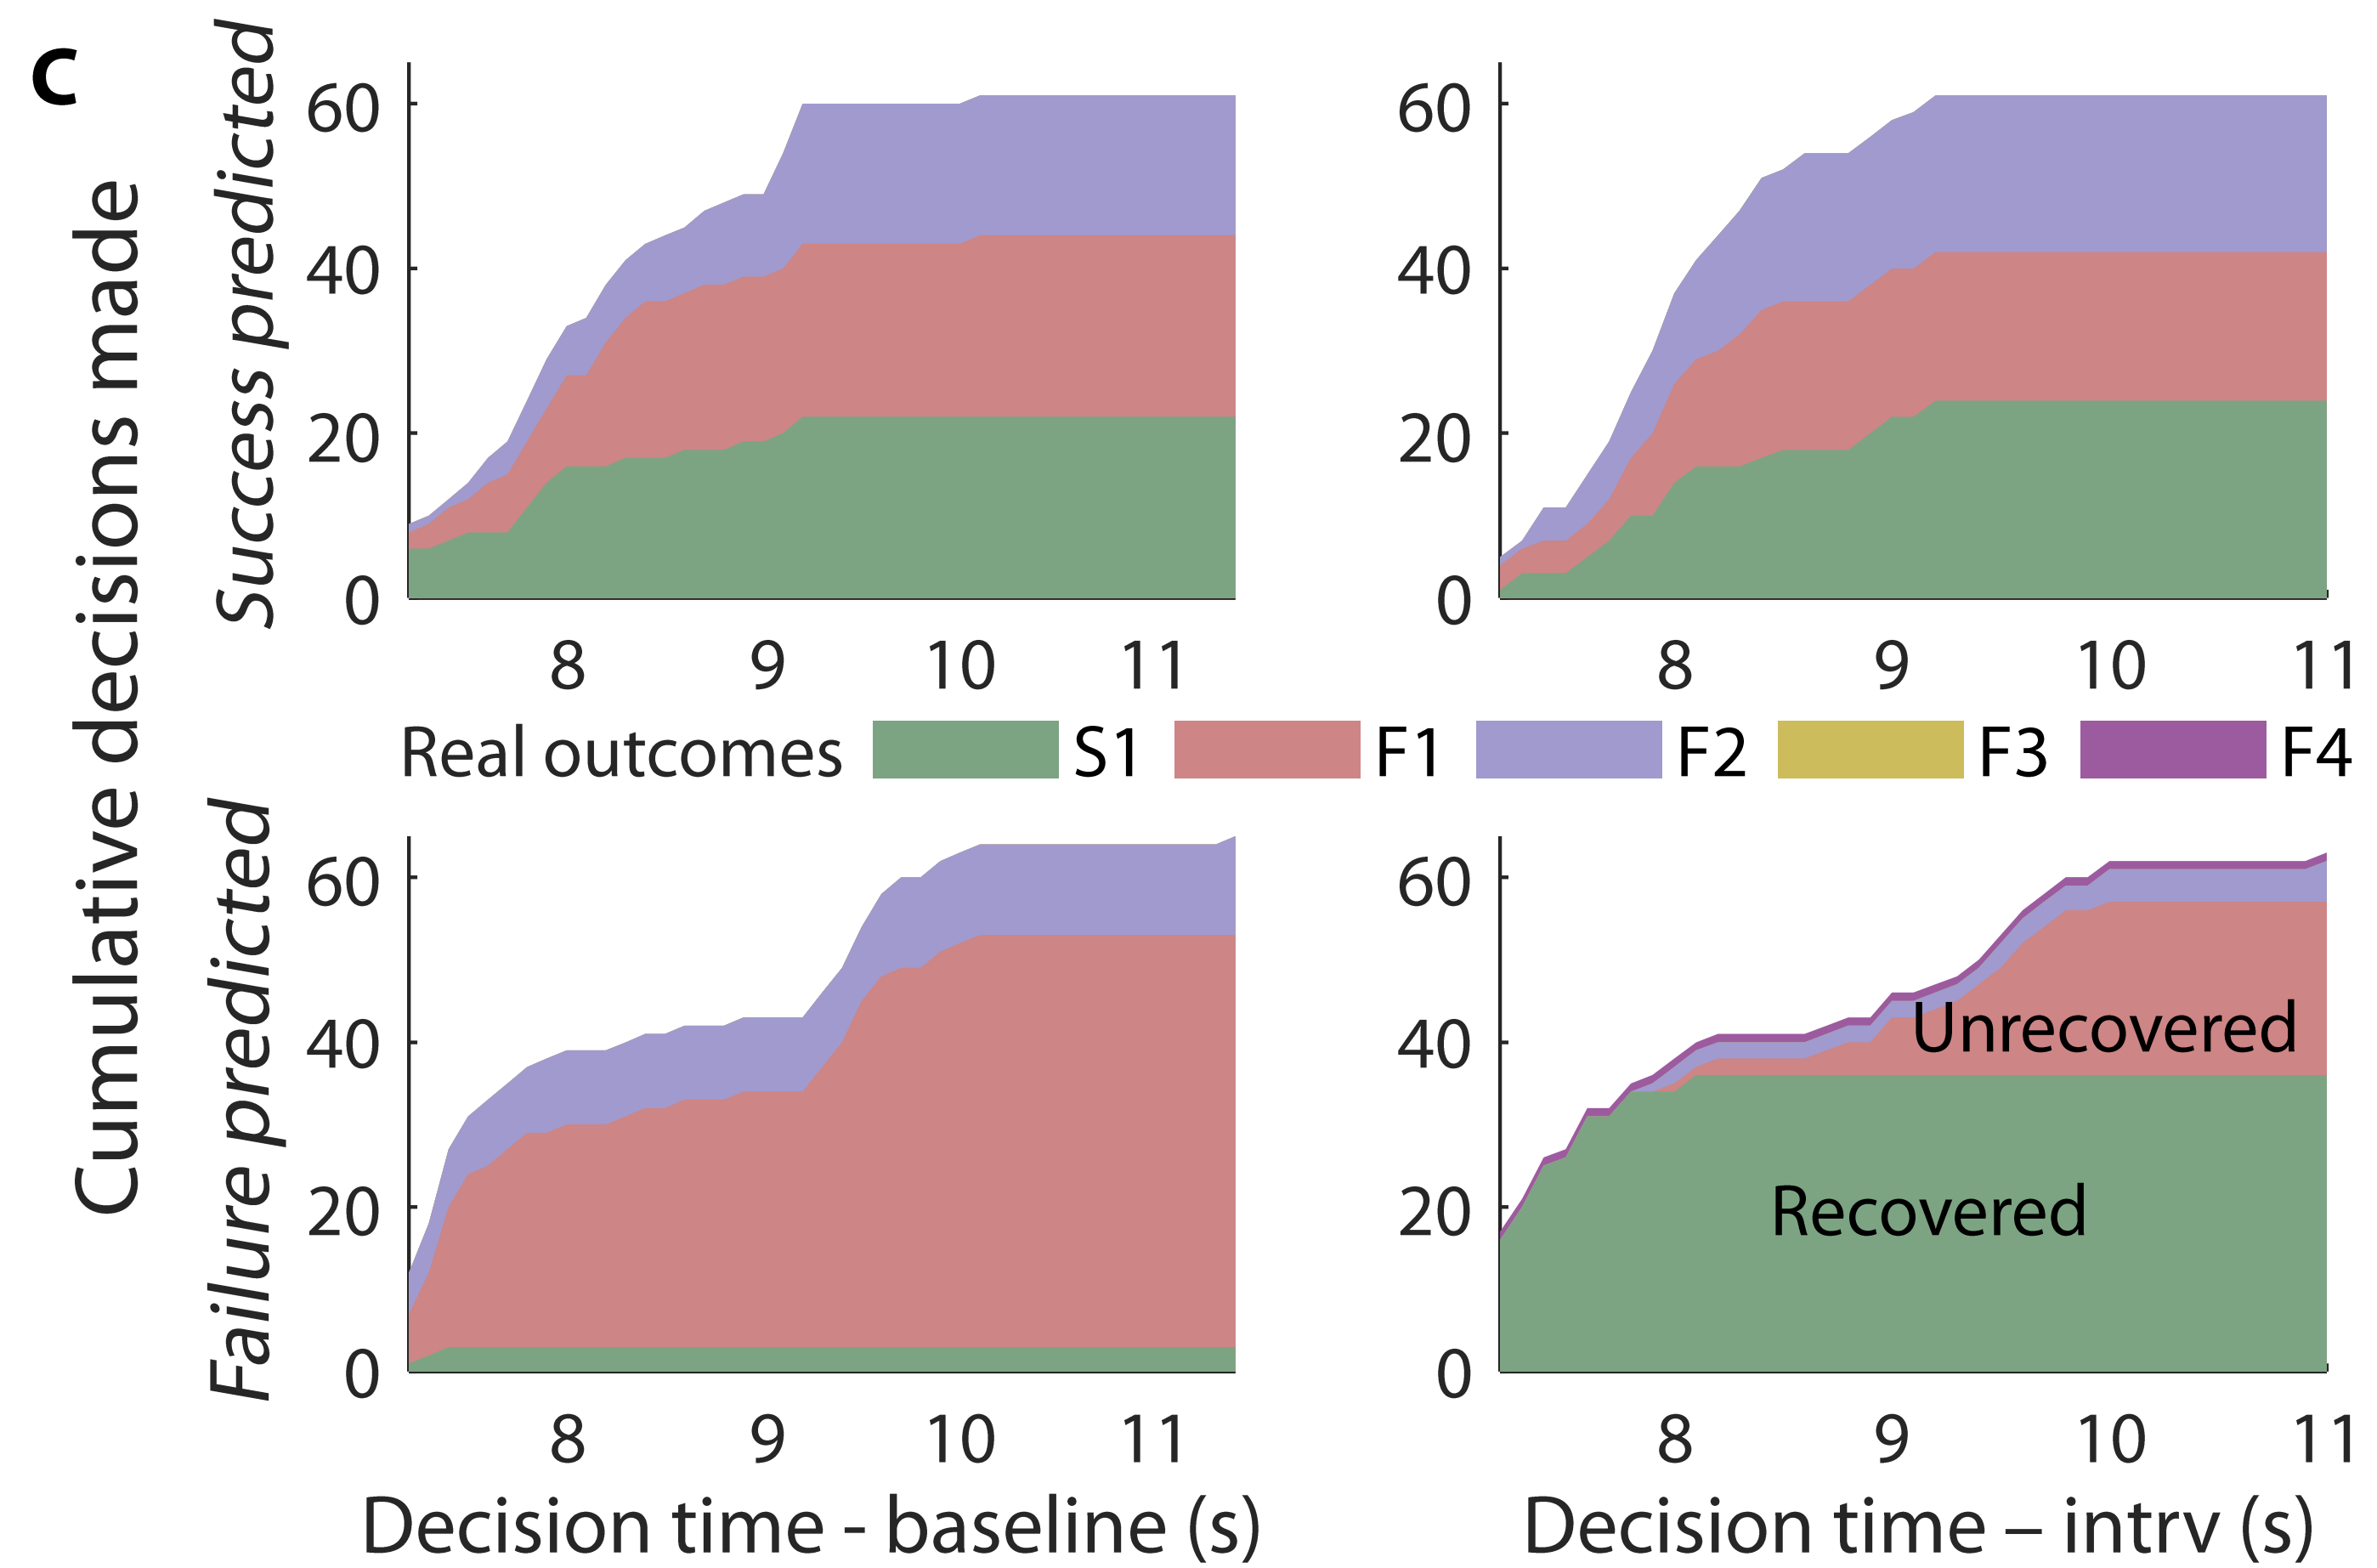 c
Cumulative decisions made
Success predicted
60
40
20
0
8 9 10 11
60
40
20
0
8 9 10 11
Real outcomes S1 F1 F2 F3 F4
Failure predicted
60
40
20
0
8 9 10 11
Decision time - baseline (s)
60
40
20
0
Unrecovered
Recovered
8 9 10 11
Decision time – intrv (s)